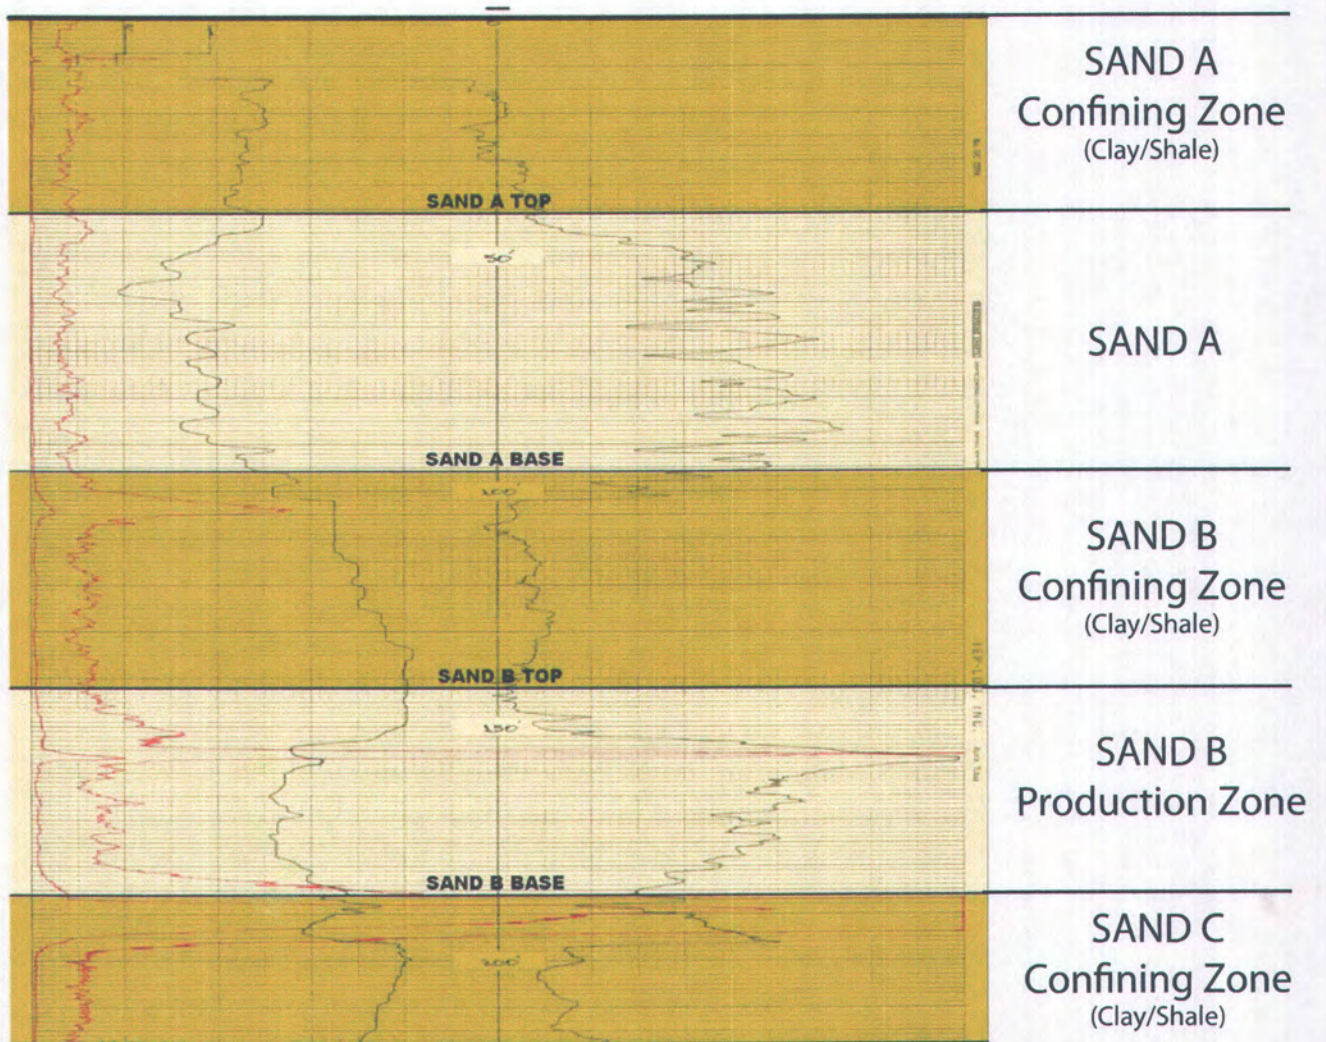 SAND A
Confining Zone
(Clay/Shale)
SAND A TOP
50'
SAND A
SAND A BASE
100'
SAND B
Confining Zone
(Clay/Shale)
SAND B TOP
150'
SAND B
Production Zone
SAND B BASE
SAND C
Confining Zone
(Clay/Shale)
200'